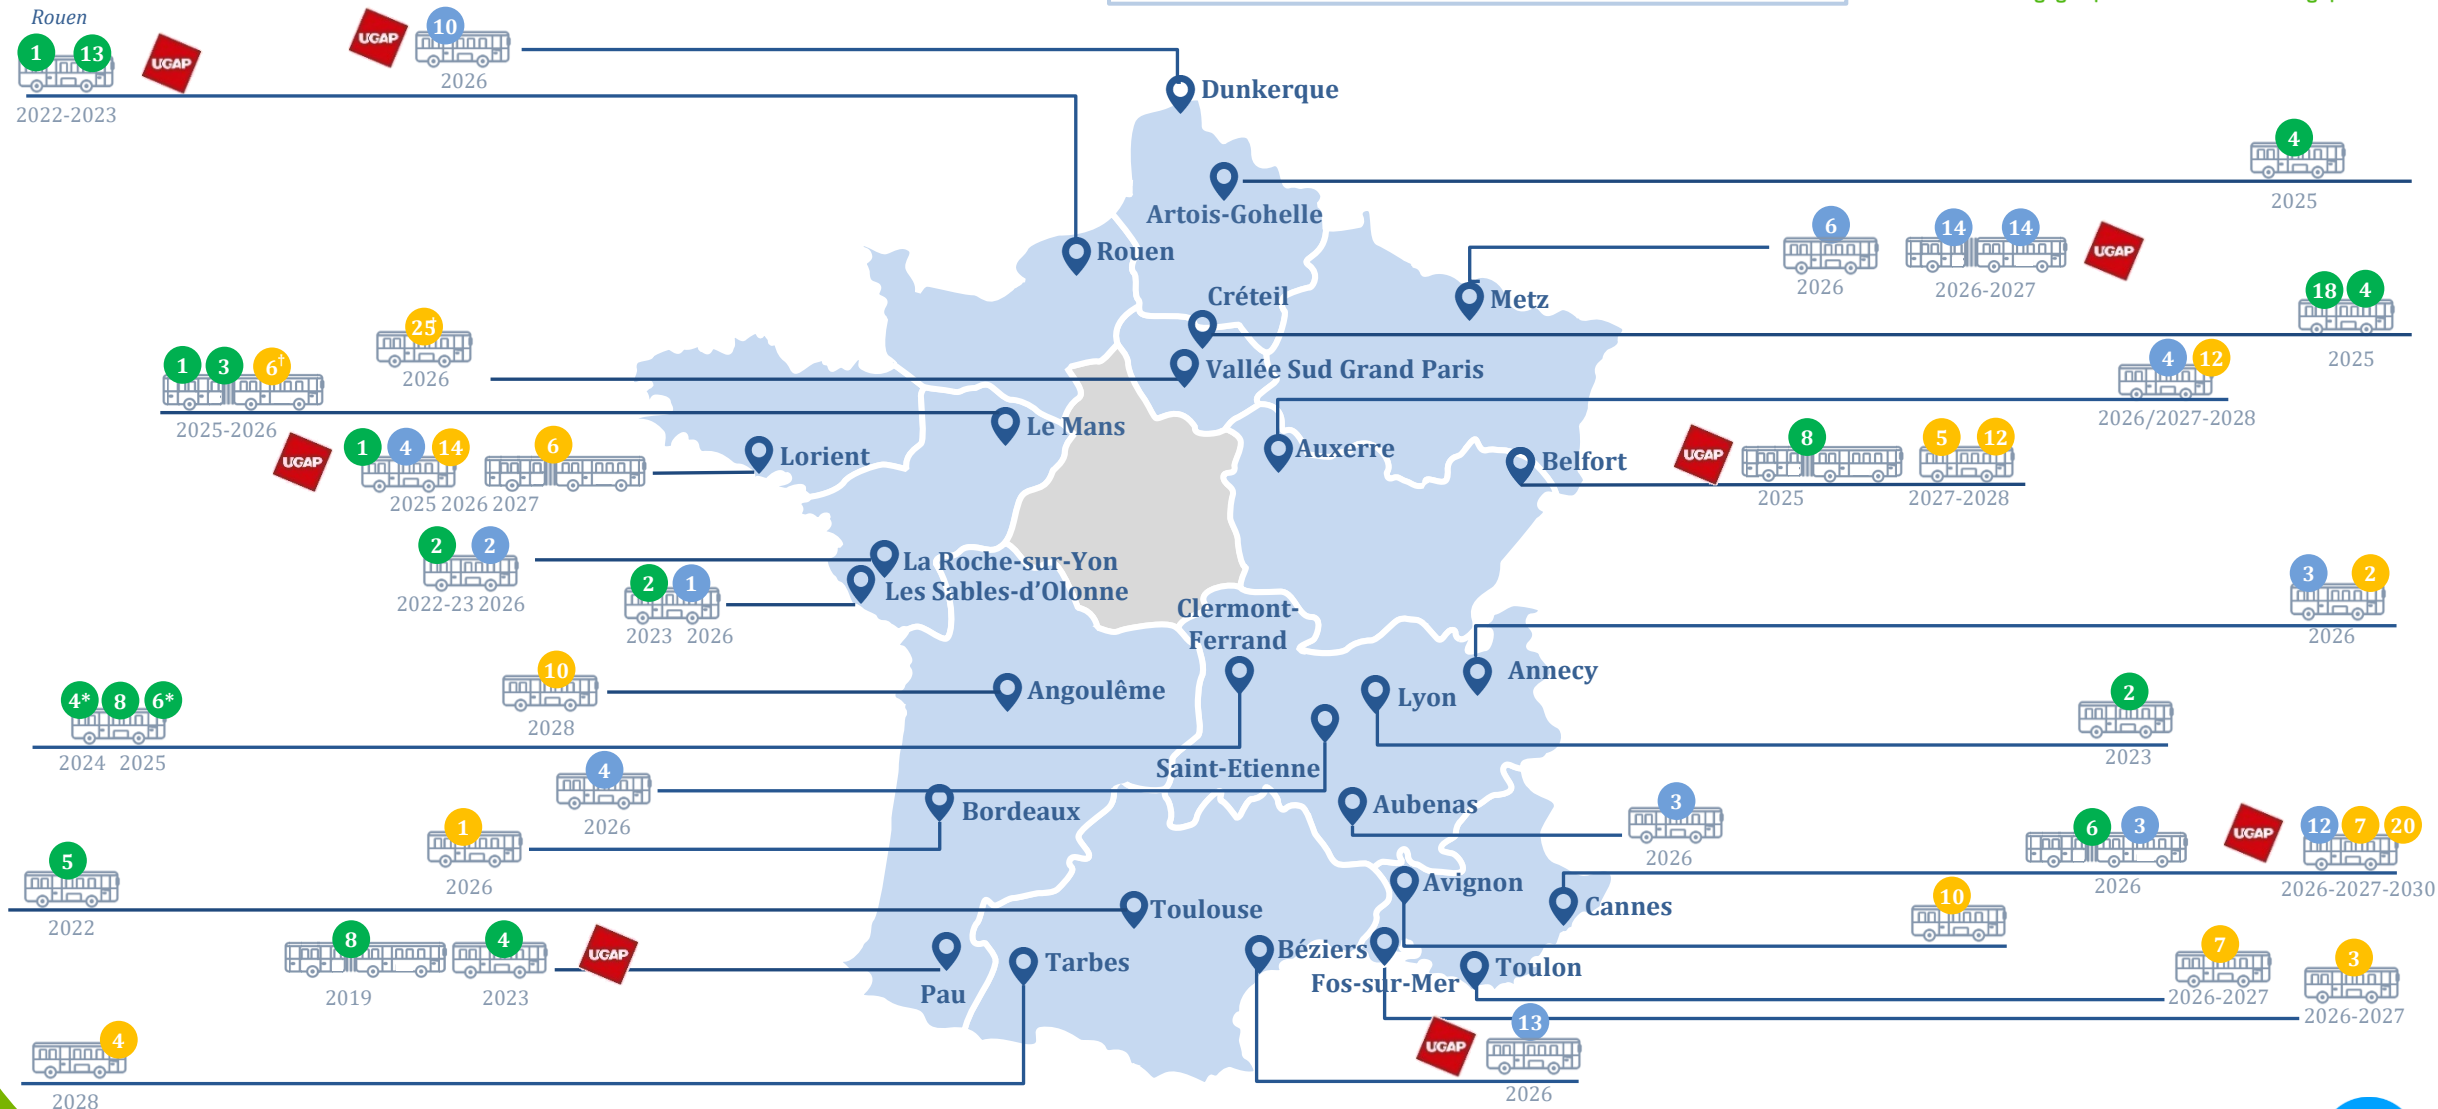 Rouen
1 13
UGAP
2022-2023
UGAP
10
2026
Dunkerque
4
2025
Artois-Gohelle
Rouen
6
2026
14 14
2026-2027
UGAP
Metz
Créteil
18 4
2025
25†
2026
Vallée Sud Grand Paris
1 3 6†
2025-2026
Le Mans
4 12
2026/2027-2028
Auxerre
UGAP
1 4 14
6
2025 2026 2027
Lorient
Belfort
UGAP
8
2025
5 12
2027-2028
2 2
2022-23 2026
La Roche-sur-Yon
2 1
2023 2026
Les Sables-d’Olonne
Clermont-
Ferrand
3 2
2026
Annecy
10
2028
Angoulême
4* 8 6*
2024 2025
Lyon
2
2023
4
2026
Saint-Etienne
1
2026
Bordeaux
Aubenas
3
2026
6 3
2026
UGAP
12 7 20
2026-2027-2030
Cannes
5
2022
Toulouse
Avignon
10
8
2019
4
2023
UGAP
Pau
Tarbes
Béziers
Fos-sur-Mer
Toulon
7
2026-2027
3
2026-2027
UGAP
13
2026
4
2028